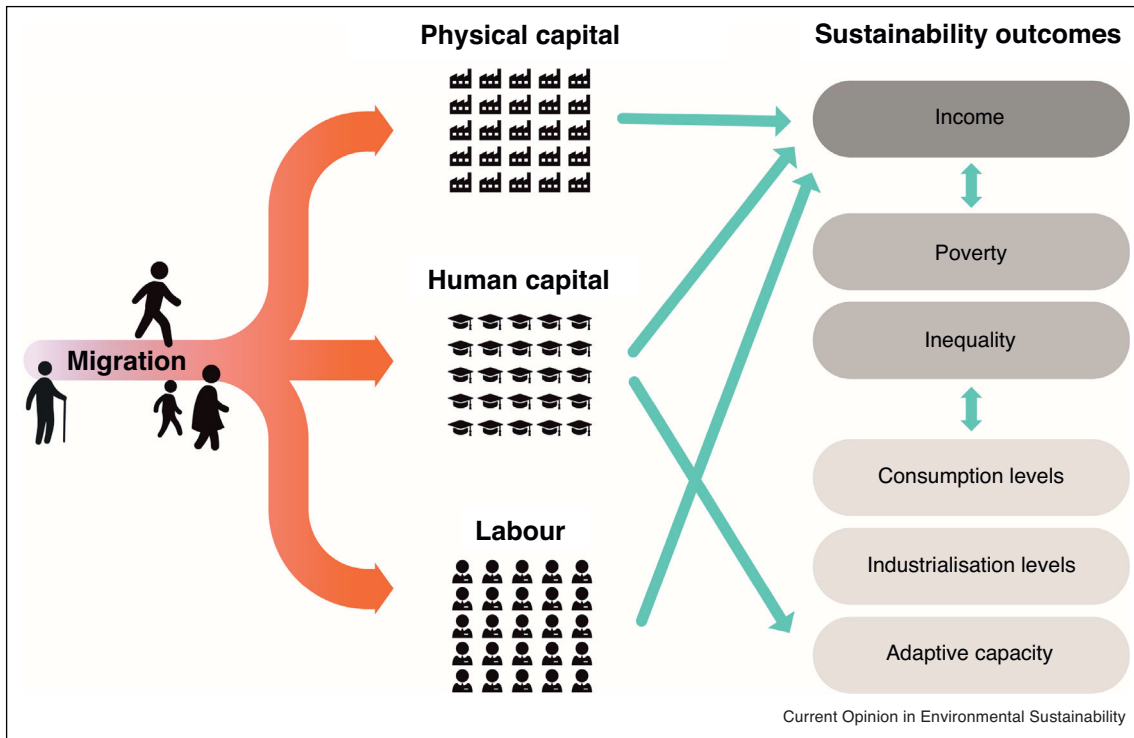 Physical capital
Sustainability outcomes
Income
Poverty
Human capital
Inequality
Migration
Consumption levels
Labour
Industrialisation levels
Adaptive capacity
Current Opinion in Environmental Sustainability